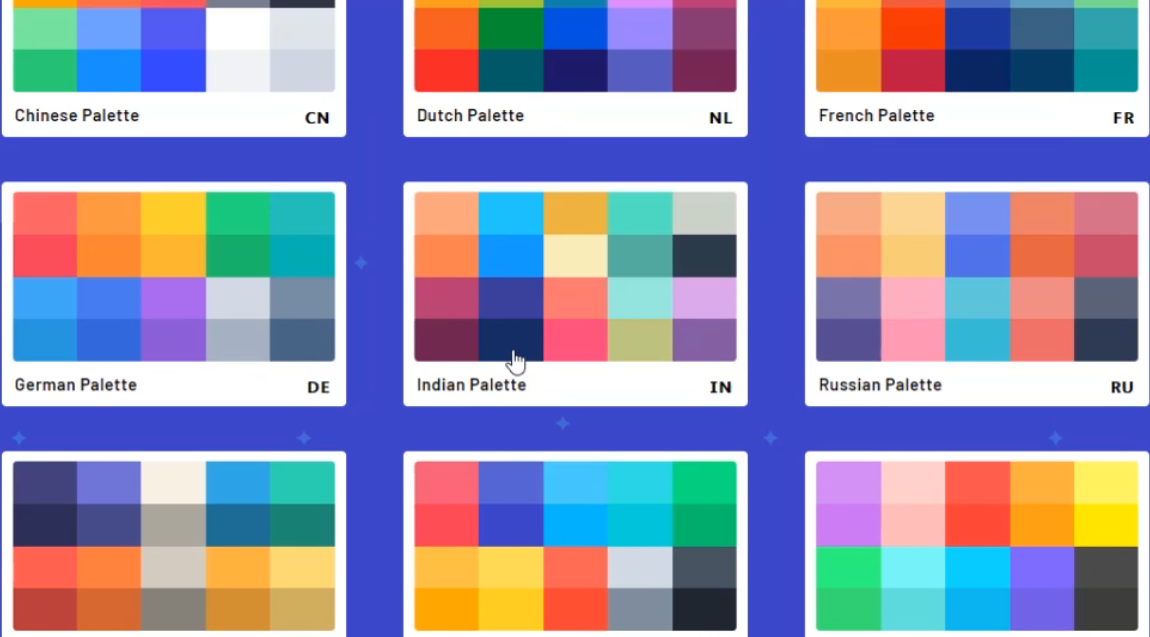 Chinese Palette CN
Dutch Palette NL
French Palette FR
German Palette DE
Indian Palette IN
Russian Palette RU